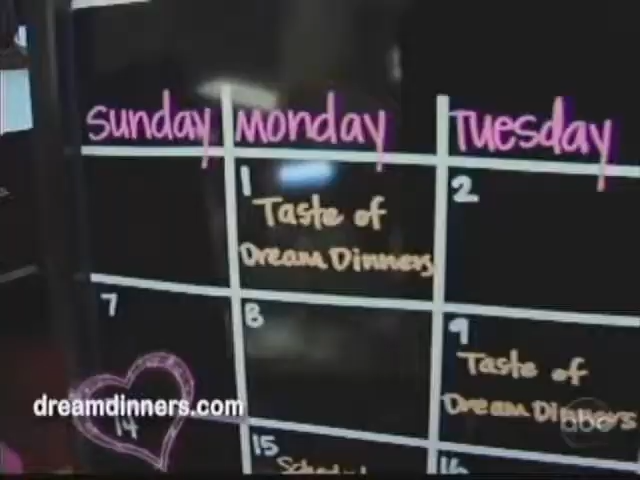 Sunday Monday Tuesday
1 2
Taste of
Dream Dinners
7 8 9
Taste of
Dream Dinners
dreamdinners.com
abc
14
15 16